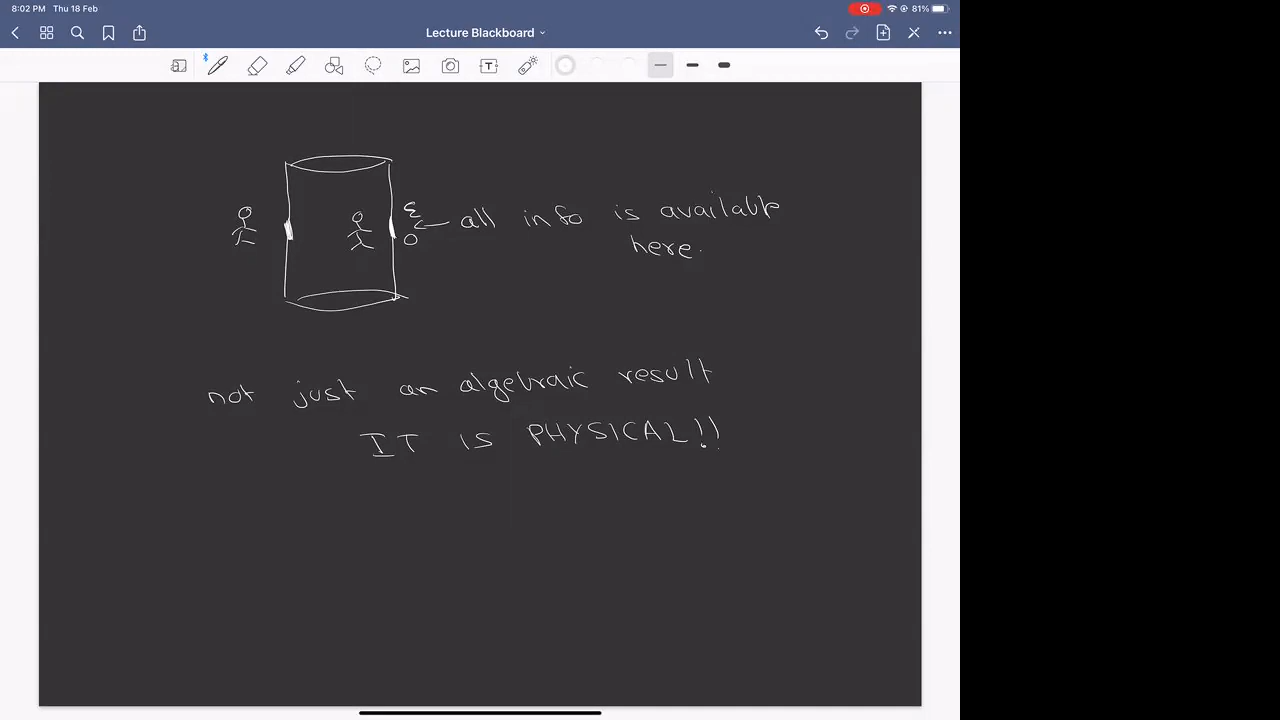 8:02 PM Thu 18 Feb
81%
Lecture Blackboard
T
all info is available
here.
not just an algebraic result
IT IS PHYSICAL!!